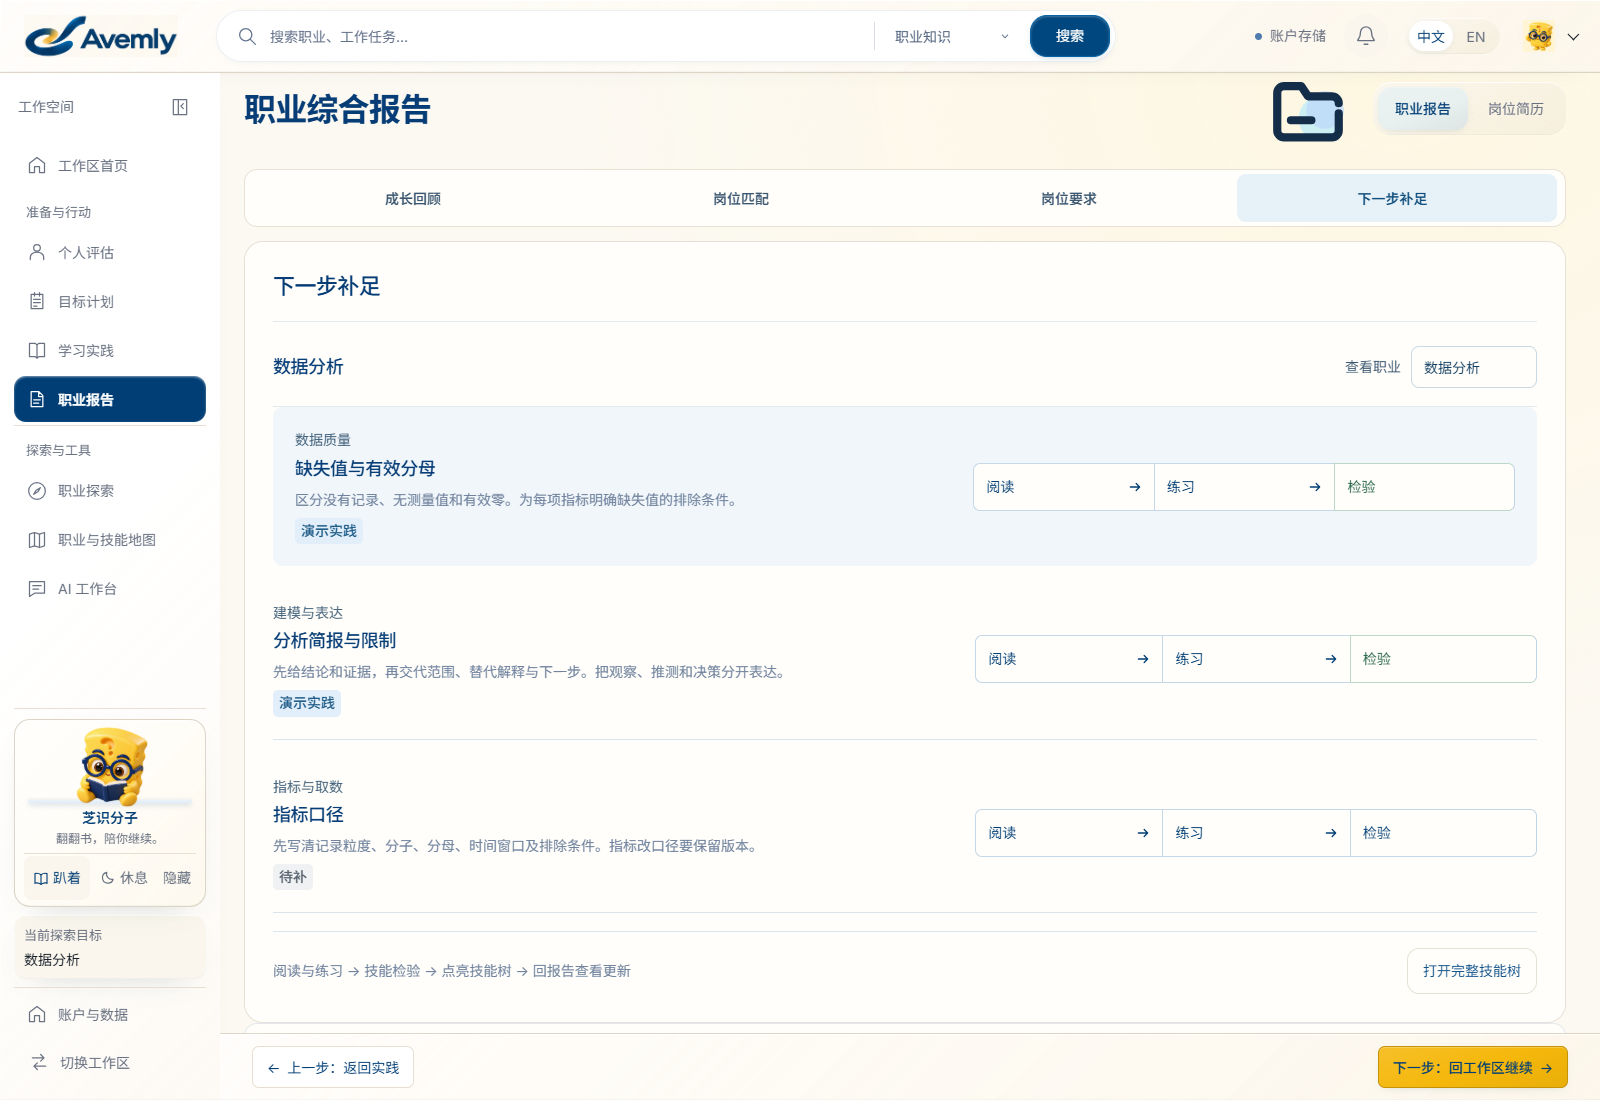 Avemly
搜索职业、工作任务...
职业知识
搜索
账户存储
中文
EN
工作空间
工作区首页
准备与行动
个人评估
目标计划
学习实践
职业报告
探索与工具
职业探索
职业与技能地图
AI 工作台
芝识分子
翻翻书，陪你继续。
趴着
休息
隐藏
当前探索目标
数据分析
账户与数据
切换工作区
职业综合报告
职业报告
岗位简历
成长回顾
岗位匹配
岗位要求
下一步补足
下一步补足
数据分析
查看职业
数据分析
数据质量
缺失值与有效分母
区分没有记录、无测量值和有效零。为每项指标明确缺失值的排除条件。
演示实践
阅读 →
练习 →
检验
建模与表达
分析简报与限制
先给结论和证据，再交代范围、替代解释与下一步。把观察、推测和决策分开表达。
演示实践
阅读 →
练习 →
检验
指标与取数
指标口径
先写清记录粒度、分子、分母、时间窗口及排除条件。指标改口径要保留版本。
待补
阅读 →
练习 →
检验
阅读与练习 → 技能检验 → 点亮技能树 → 回报告查看更新
打开完整技能树
← 上一步：返回实践
下一步：回工作区继续 →